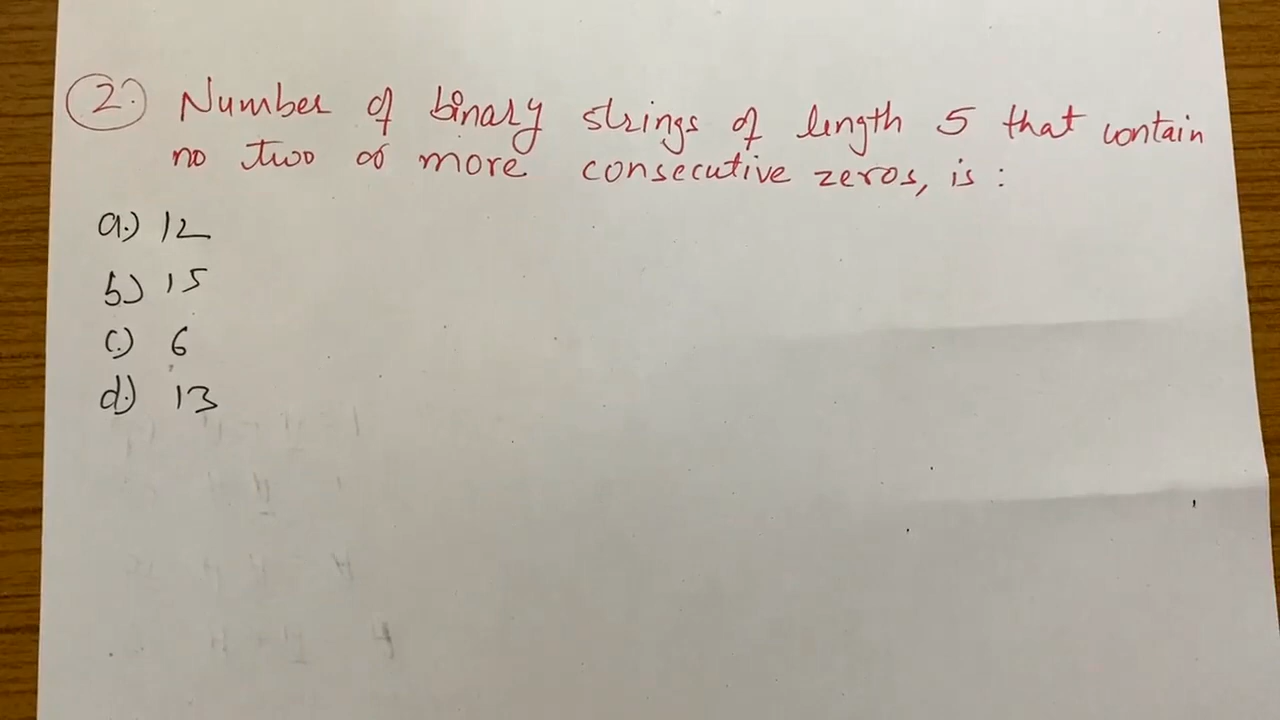 2. Number of binary strings of length 5 that contain
no two or more consecutive zeros, is :
a.) 12
b.) 15
c.) 6
d.) 13